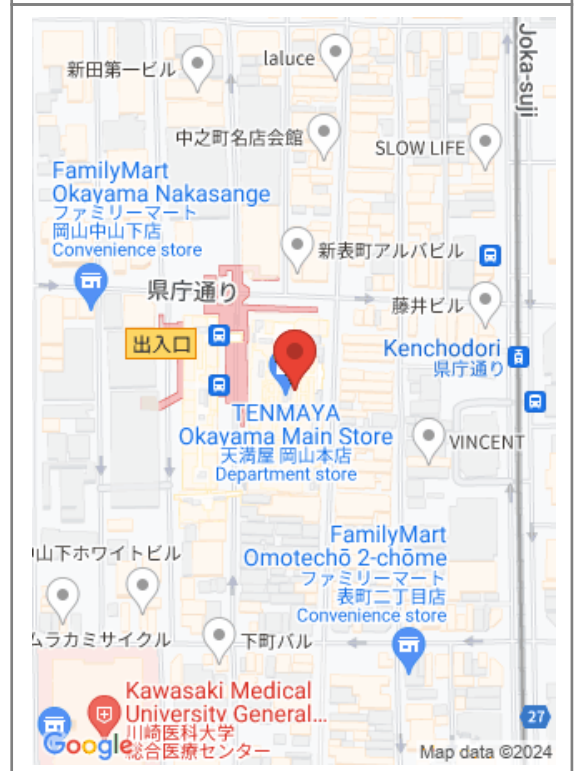 Joka-suji
laluce
新田第一ビル
中之町名店会館
SLOW LIFE
FamilyMart
Okayama Nakasange
ファミリーマート
岡山中山下店
Convenience store
新表町アルバビル
県庁通り
藤井ビル
出入口
Kenchodori
県庁通り
TENMAYA
Okayama Main Store
天満屋 岡山本店
Department store
VINCENT
FamilyMart
Omotechō 2-chōme
ファミリーマート
表町二丁目店
Convenience store
山下ホワイトビル
ムラカミサイクル
下町バル
Kawasaki Medical
University General...
川崎医科大学
総合医療センター
27
Google
Map data ©2024